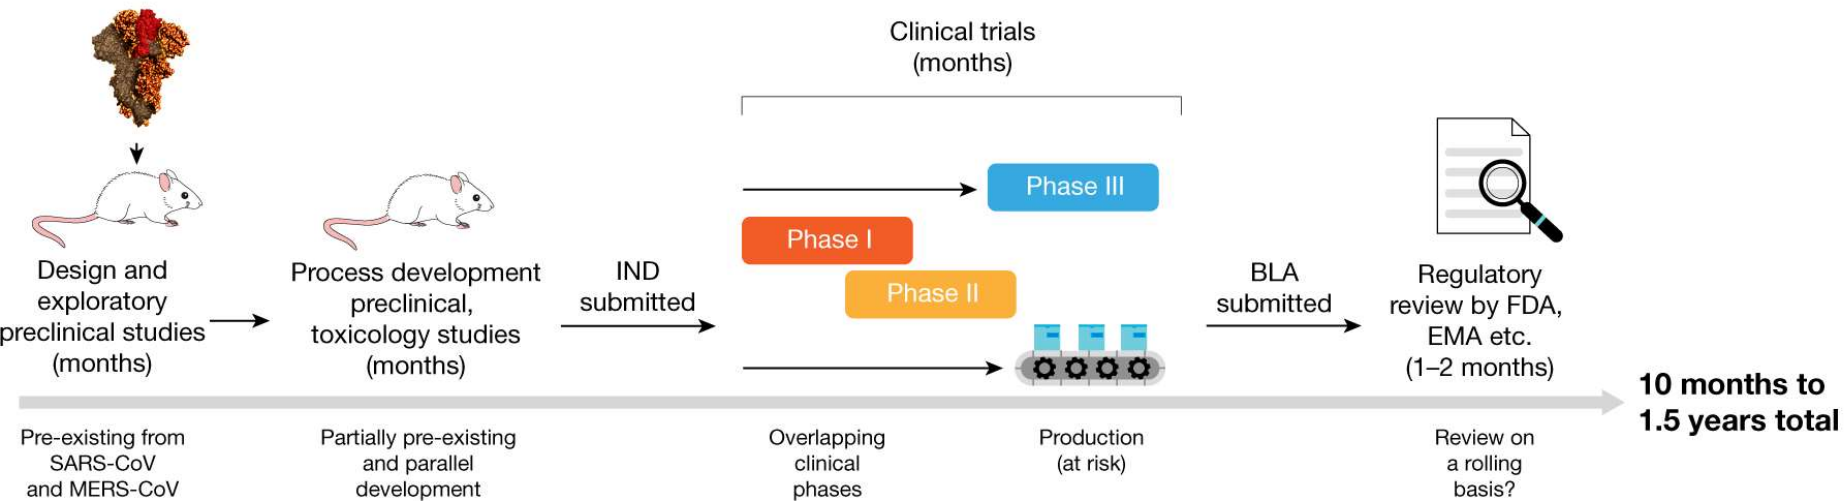 Clinical trials
(months)
Phase III
Phase I
Phase II
Design and
exploratory
preclinical studies
(months)
Process development
preclinical,
toxicology studies
(months)
IND
submitted
BLA
submitted
Regulatory
review by FDA,
EMA etc.
(1–2 months)
10 months to
1.5 years total
Pre-existing from
SARS-CoV
and MERS-CoV
Partially pre-existing
and parallel
development
Overlapping
clinical
phases
Production
(at risk)
Review on
a rolling
basis?